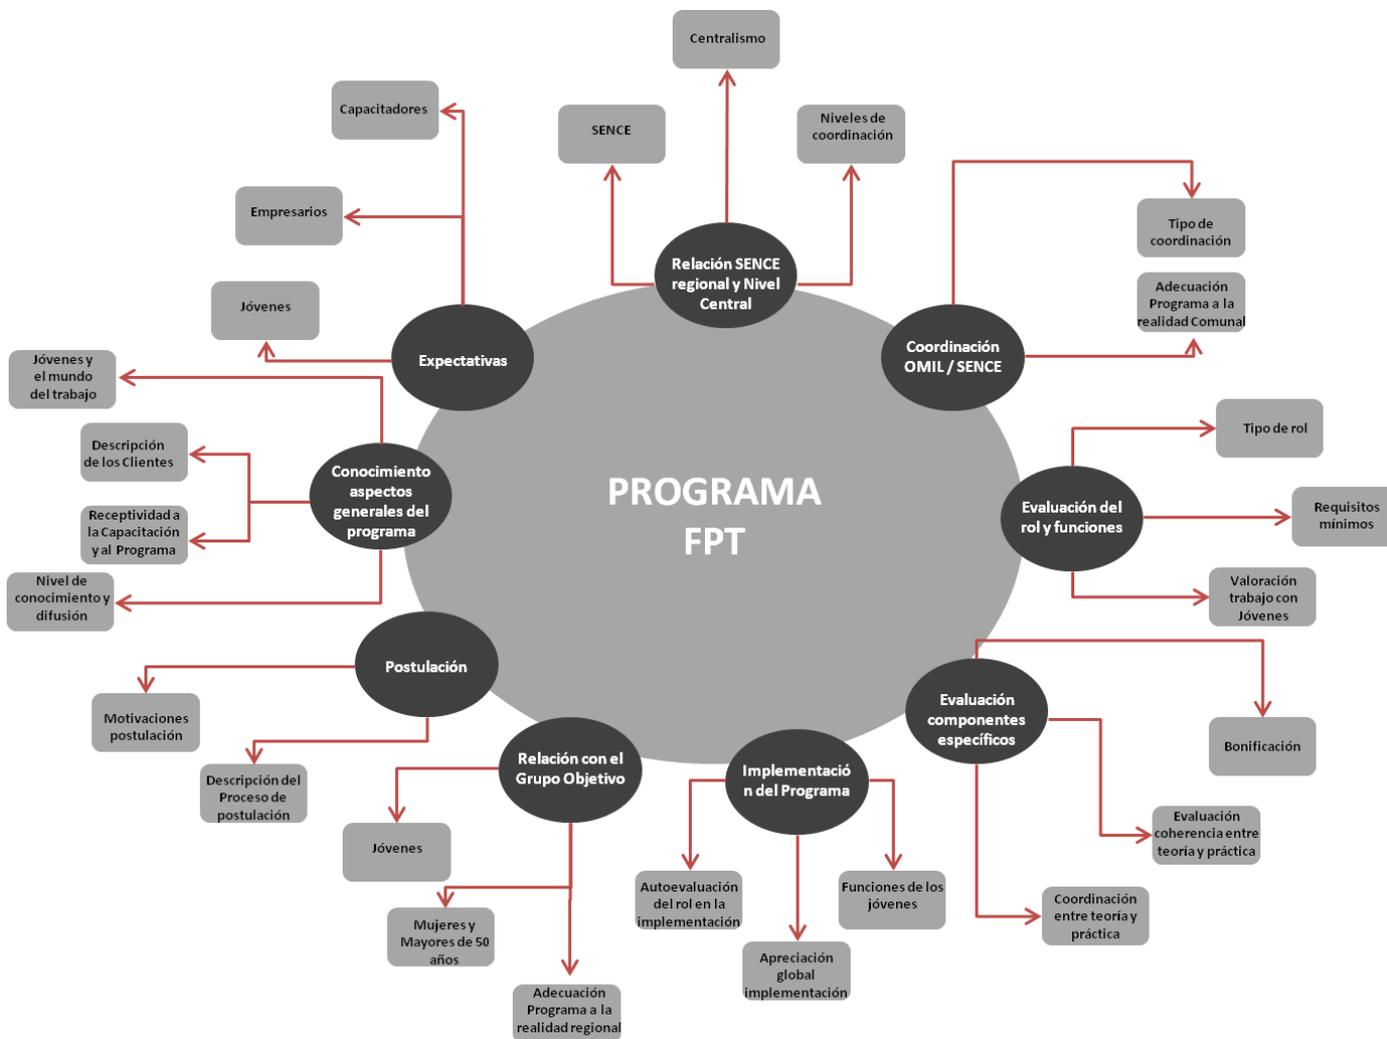 Centralismo
Capacitadores
SENCE
Niveles de
coordinación
Empresarios
Tipo de
coordinación
Relación SENCE
regional y Nivel
Central
Jóvenes
Adecuación
Programa a la
realidad Comunal
Expectativas
Coordinación
OMIL / SENCE
Jóvenes y
el mundo
del trabajo
Tipo de rol
Descripción
de los Clientes
Conocimiento
aspectos
generales del
programa
PROGRAMA
FPT
Evaluación del
rol y funciones
Requisitos
mínimos
Receptividad a
la Capacitación
y al Programa
Nivel de
conocimiento y
difusión
Valoración
trabajo con
Jóvenes
Postulación
Motivaciones
postulación
Evaluación
componentes
específicos
Bonificación
Relación con el
Grupo Objetivo
Implementació
n del Programa
Descripción del
Proceso de
postulación
Jóvenes
Evaluación
coherencia entre
teoría y práctica
Autoevaluación
del rol en la
implementación
Funciones de los
jóvenes
Coordinación
entre teoría y
práctica
Mujeres y
Mayores de 50
años
Apreciación
global
implementación
Adecuación
Programa a la
realidad regional